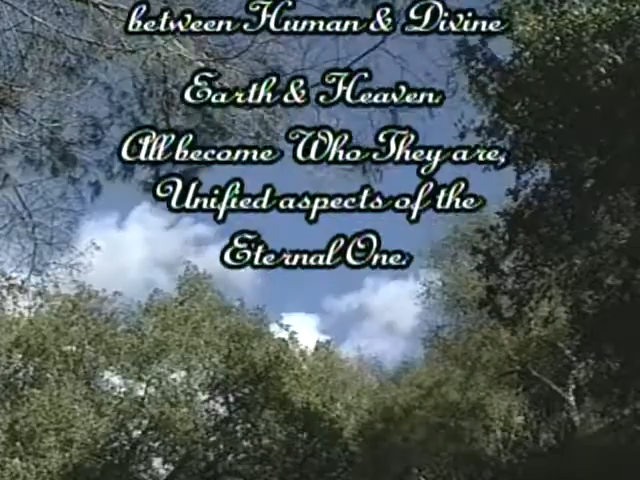 between Human & Divine
Earth & Heaven.
All become Who They are,
Unified aspects of the
Eternal One.